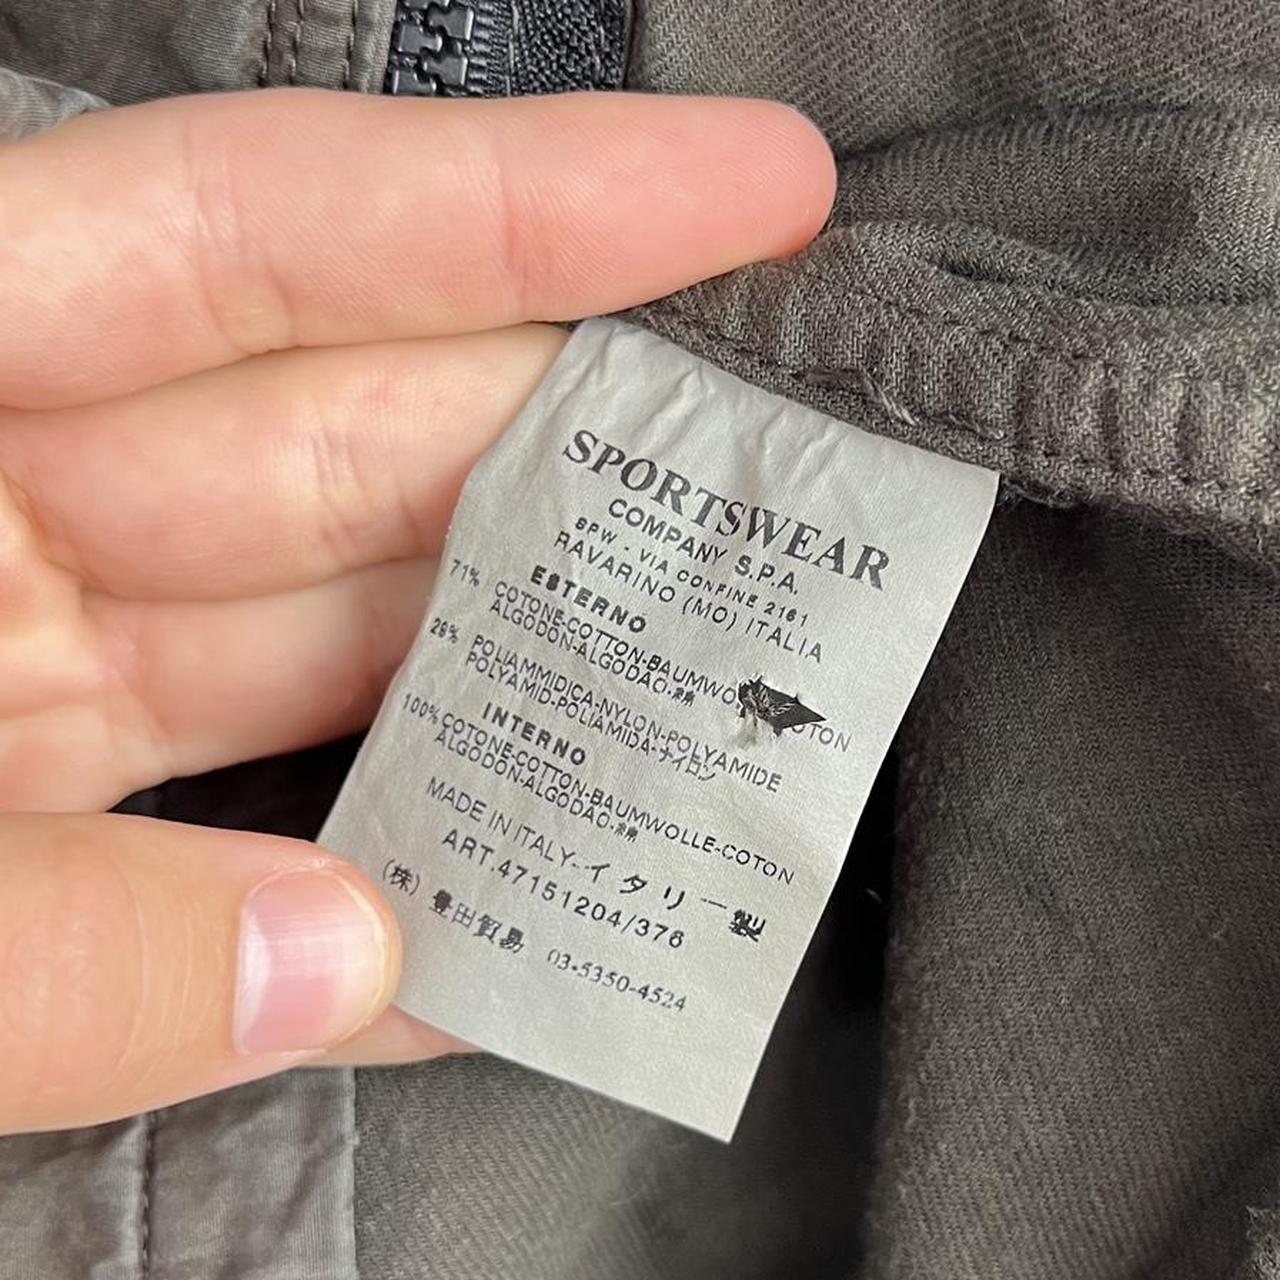 SPORTSWEAR
COMPANY S.P.A.
SPW - VIA CONFINE 2161
RAVARINO (MO) ITALIA
ESTERNO
71% COTONE-COTTON-BAUMWO OTON
ALGODON-ALGODAO-綿
29% POLIAMMIDICA-NYLON-POLYAMIDE
POLYAMID-POLIAMIDA-ナイロン
INTERNO
100% COTONE-COTTON-BAUMWOLLE-COTON
ALGODON-ALGODAO-綿
MADE IN ITALY-イタリー製
ART.47151204/376
(株) 豊田貿易 03-5350-4524